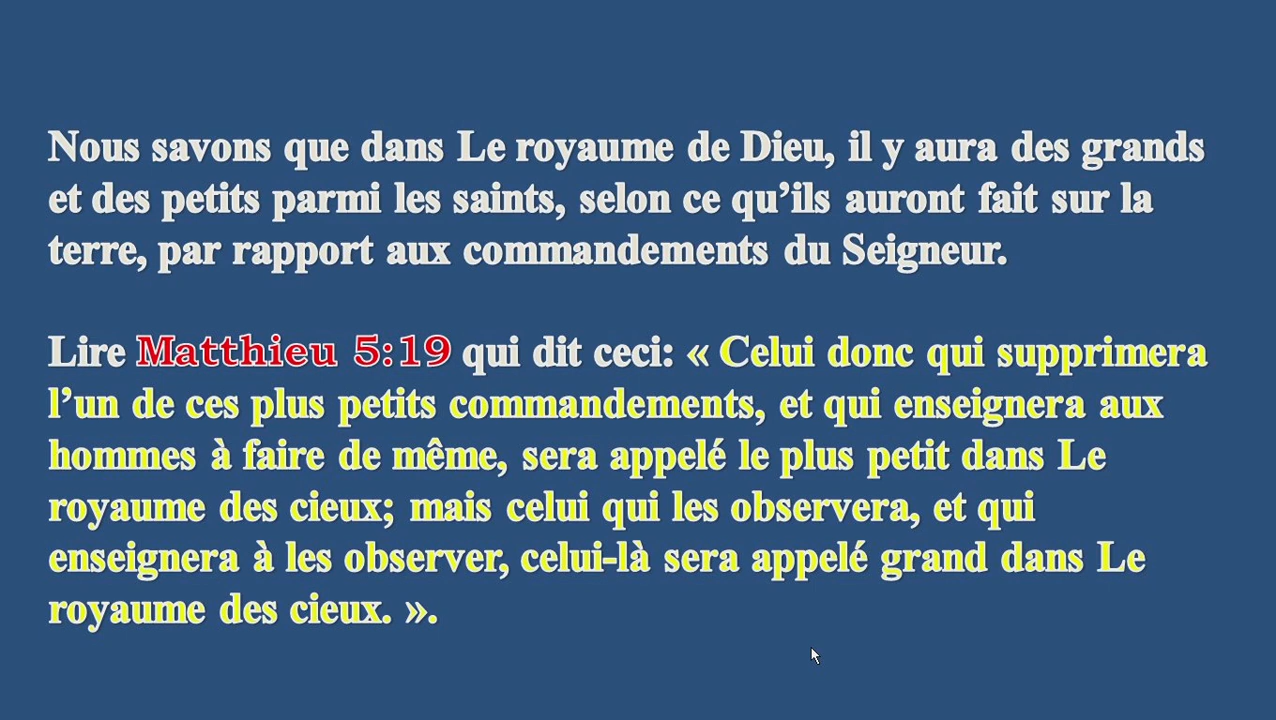 Nous savons que dans Le royaume de Dieu, il y aura des grands
et des petits parmi les saints, selon ce qu’ils auront fait sur la
terre, par rapport aux commandements du Seigneur.
Lire Matthieu 5:19 qui dit ceci: « Celui donc qui supprimera
l’un de ces plus petits commandements, et qui enseignera aux
hommes à faire de même, sera appelé le plus petit dans Le
royaume des cieux; mais celui qui les observera, et qui
enseignera à les observer, celui-là sera appelé grand dans Le
royaume des cieux. ».